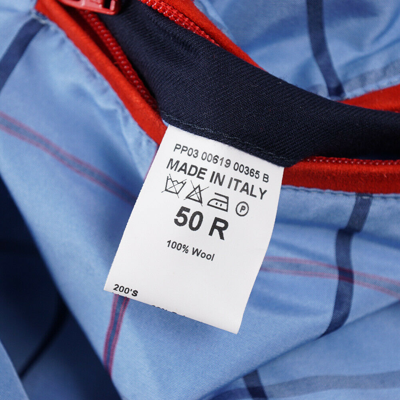 PP03 00619 00365 B
MADE IN ITALY
P
50 R
100% Wool
200'S